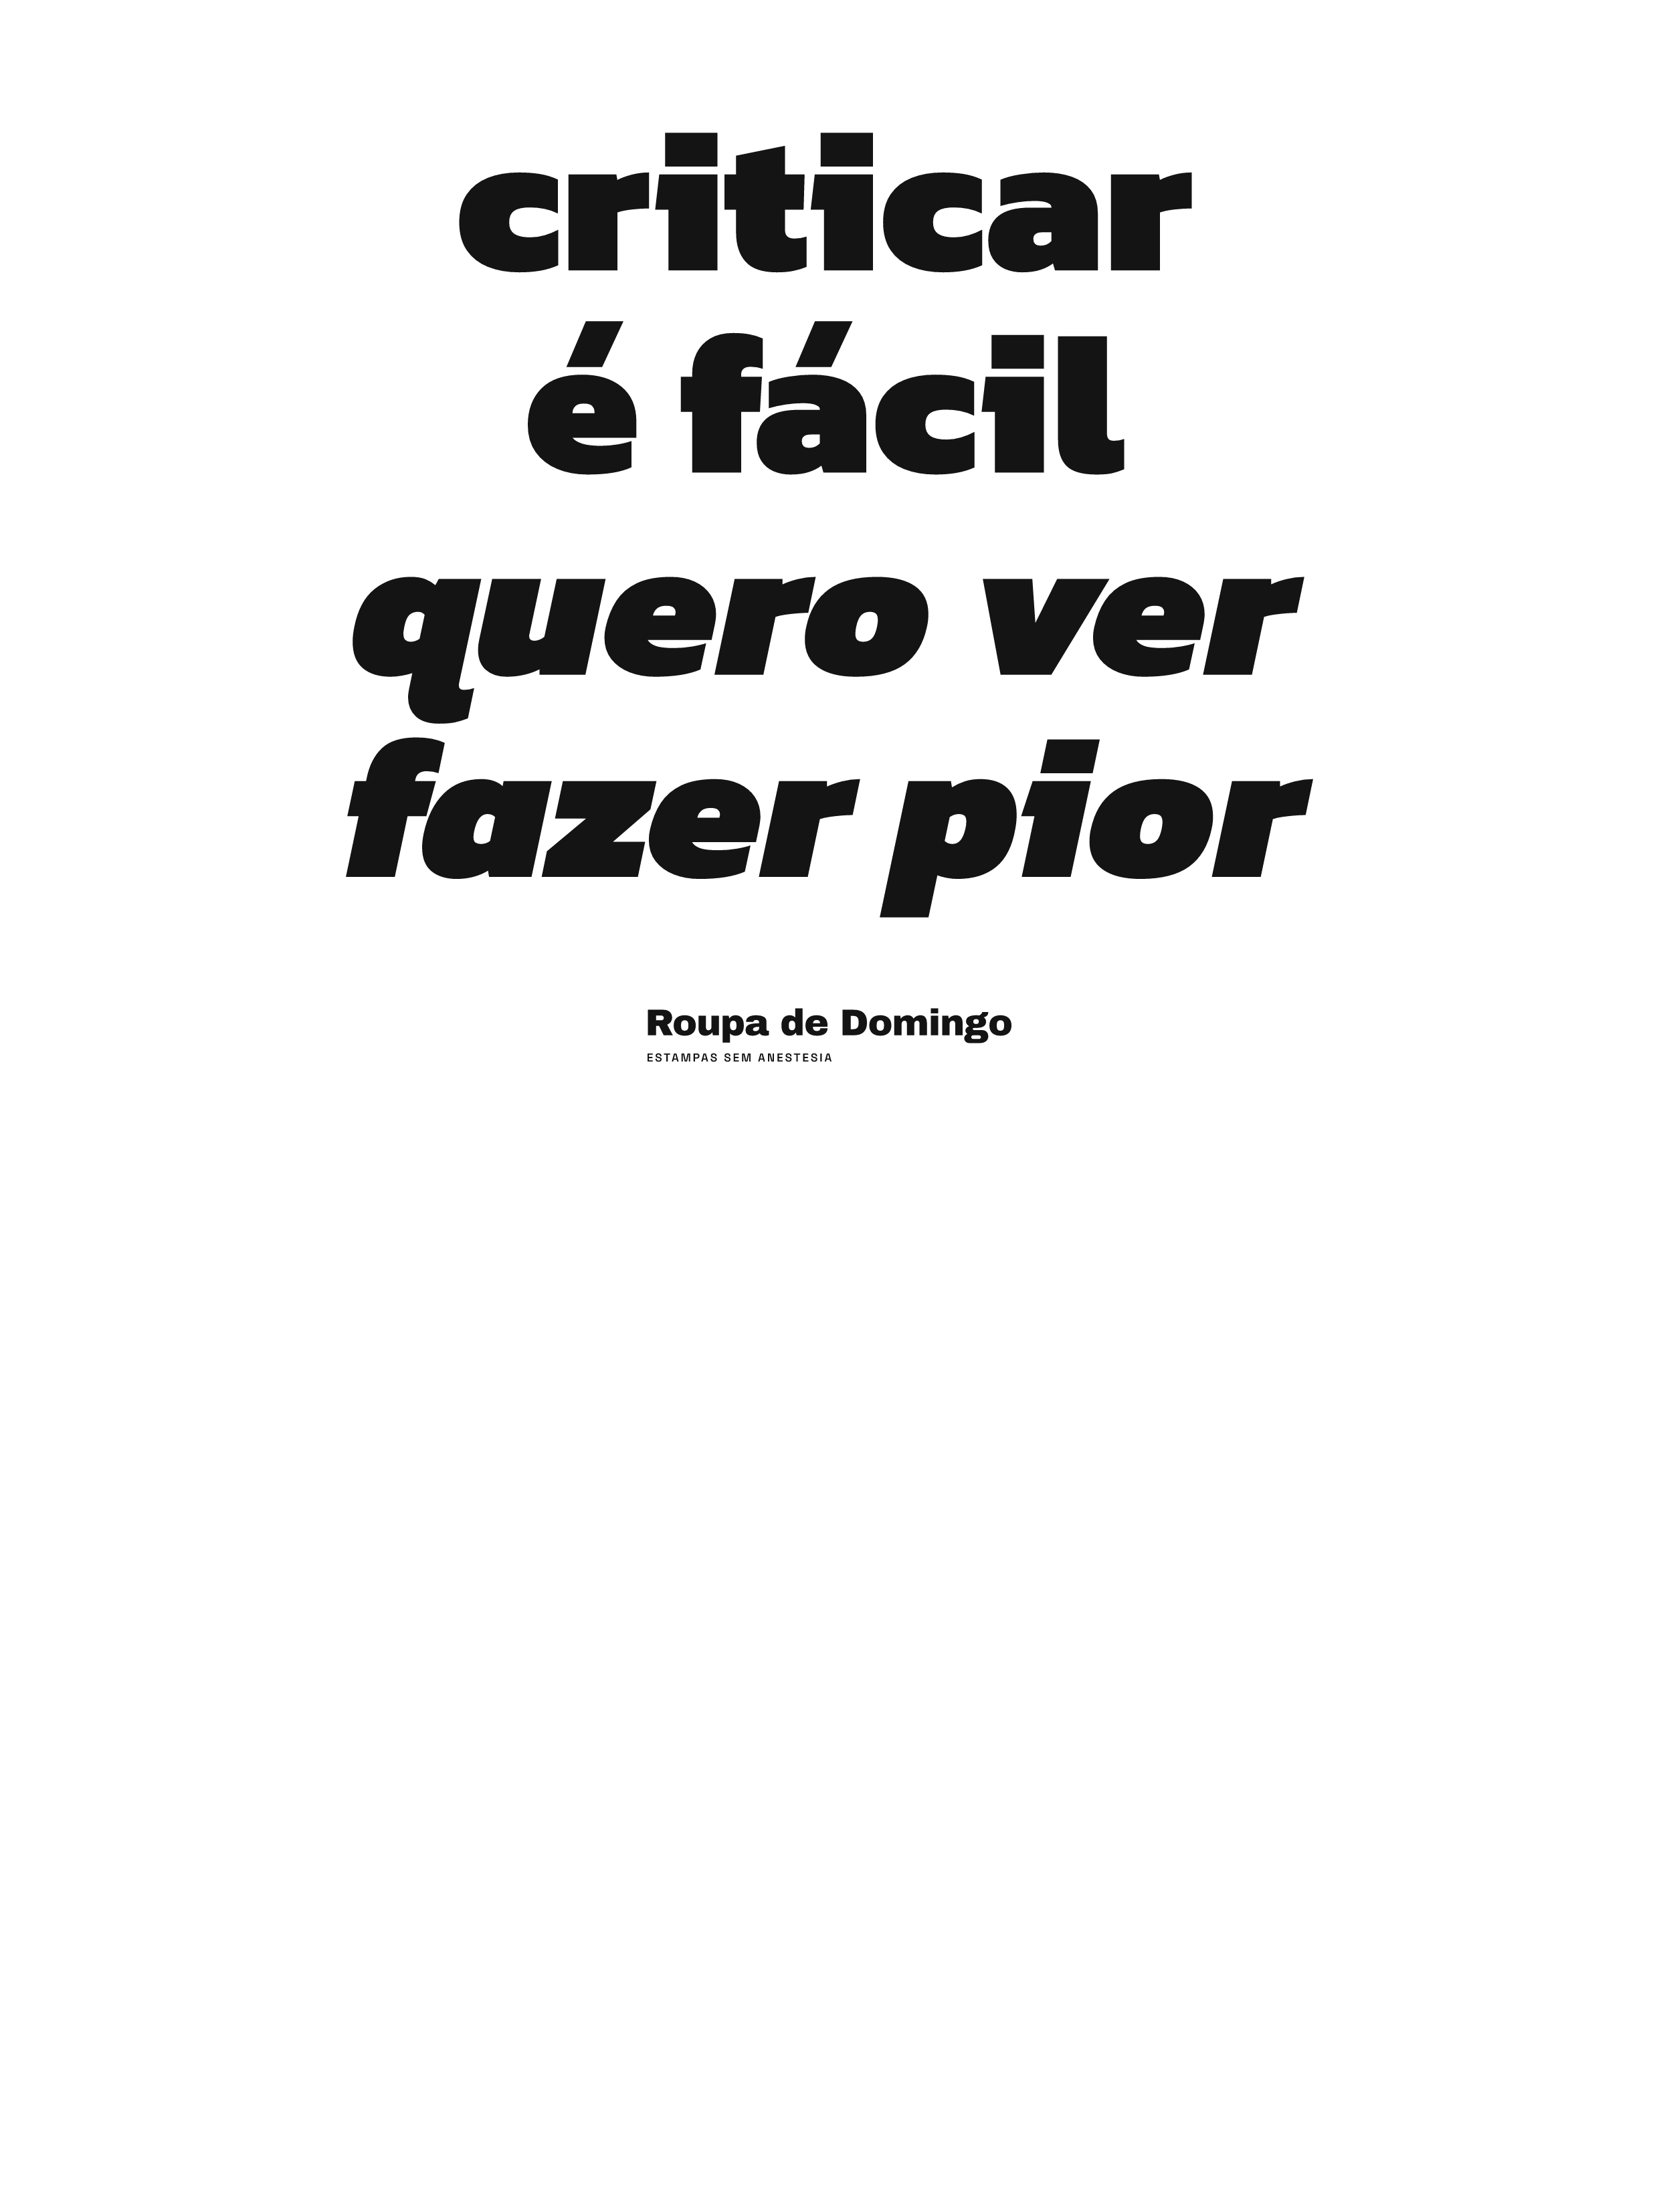 criticar
é fácil
quero ver
fazer pior
Roupa de Domingo
ESTAMPAS SEM ANESTESIA